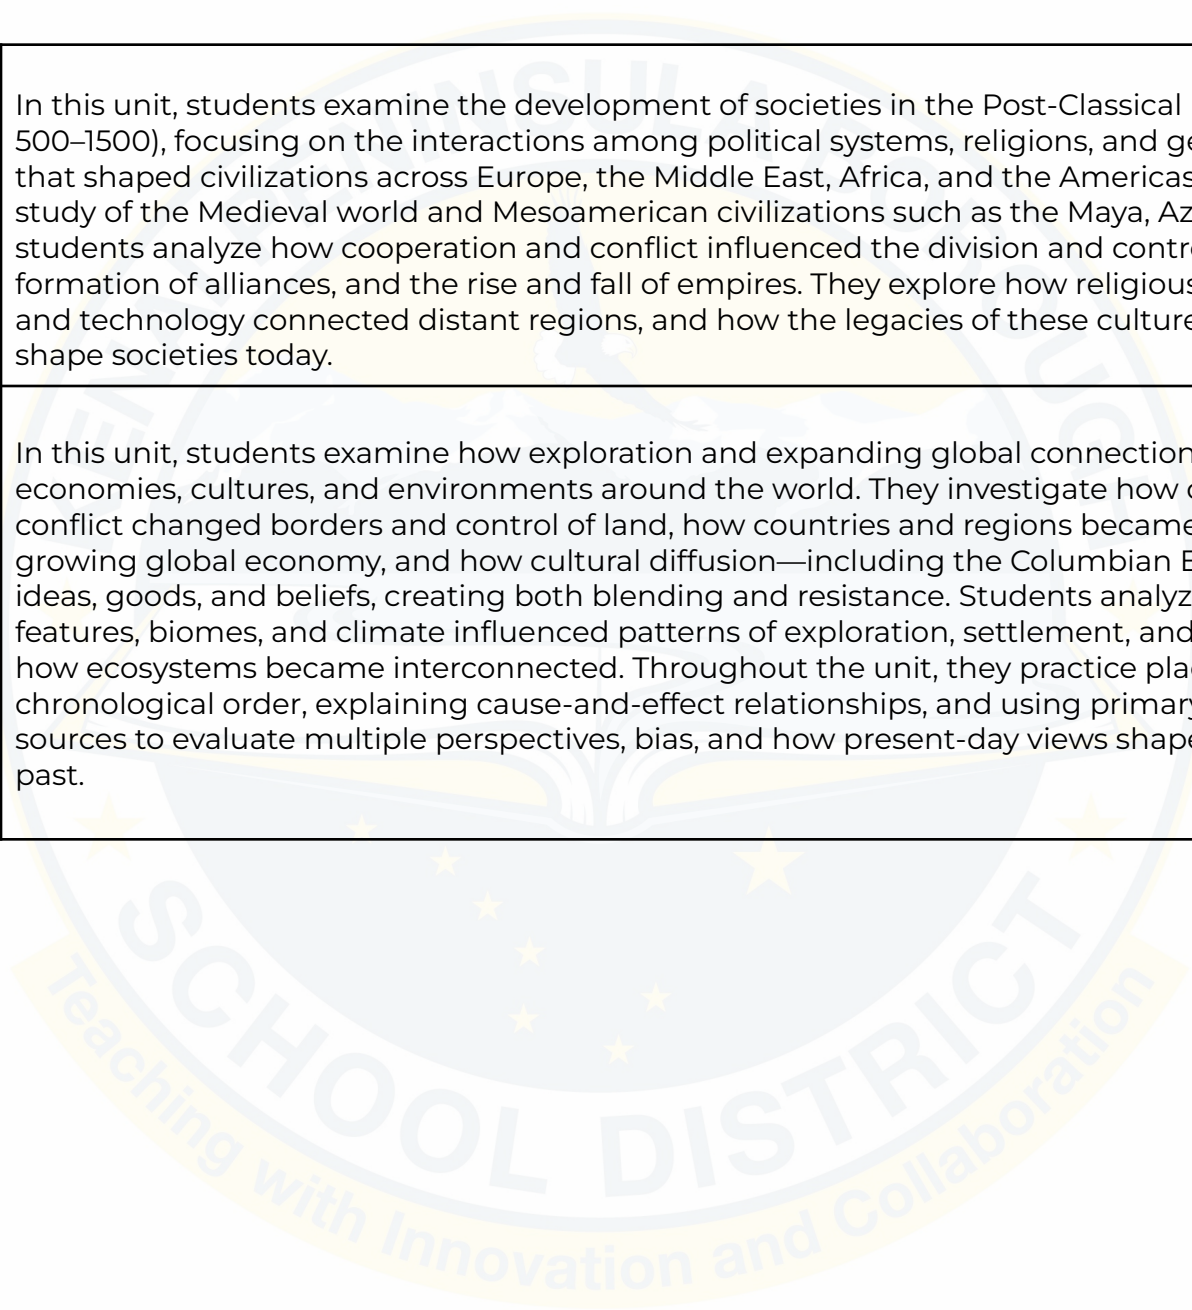 In this unit, students examine the development of societies in the Post-Classical
500–1500), focusing on the interactions among political systems, religions, and
that shaped civilizations across Europe, the Middle East, Africa, and the Americas
study of the Medieval world and Mesoamerican civilizations such as the Maya,
students analyze how cooperation and conflict influenced the division and
formation of alliances, and the rise and fall of empires. They explore how religious
and technology connected distant regions, and how the legacies of these
shape societies today.
In this unit, students examine how exploration and expanding global
economies, cultures, and environments around the world. They investigate how
conflict changed borders and control of land, how countries and regions became
growing global economy, and how cultural diffusion—including the Columbian
ideas, goods, and beliefs, creating both blending and resistance. Students
features, biomes, and climate influenced patterns of exploration, settlement, and
how ecosystems became interconnected. Throughout the unit, they practice
chronological order, explaining cause-and-effect relationships, and using primary
sources to evaluate multiple perspectives, bias, and how present-day views shape
past.
KENAI PENINSULA BOROUGH
SCHOOL DISTRICT
Teaching with Innovation and Collaboration